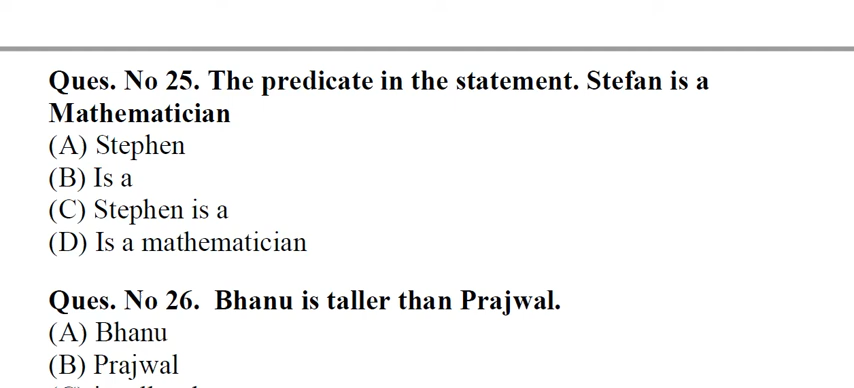 Ques. No 25. The predicate in the statement. Stefan is a
Mathematician
(A) Stephen
(B) Is a
(C) Stephen is a
(D) Is a mathematician
Ques. No 26.  Bhanu is taller than Prajwal.
(A) Bhanu
(B) Prajwal